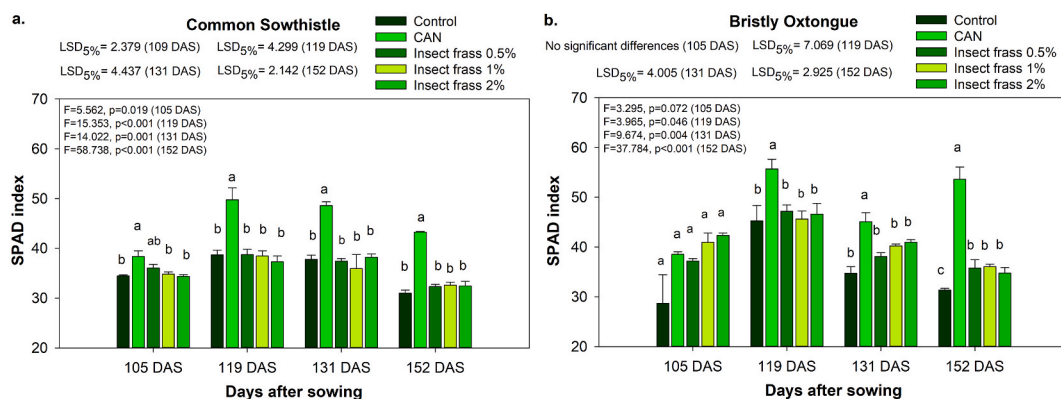 a.
Common Sowthistle
LSD5% = 2.379 (109 DAS)
LSD5% = 4.299 (119 DAS)
LSD5% = 4.437 (131 DAS)
LSD5% = 2.142 (152 DAS)
Control
CAN
Insect frass 0.5%
Insect frass 1%
Insect frass 2%
F=5.562, p=0.019 (105 DAS)
F=15.353, p<0.001 (119 DAS)
F=14.022, p=0.001 (131 DAS)
F=58.738, p<0.001 (152 DAS)
SPAD index
70
60
50
40
30
20
b a ab b b
b a b b b
b a b b b
b a b b b
105 DAS 119 DAS 131 DAS 152 DAS
Days after sowing
b.
Bristly Oxtongue
No significant differences (105 DAS)
LSD5% = 7.069 (119 DAS)
LSD5% = 4.005 (131 DAS)
LSD5% = 2.925 (152 DAS)
Control
CAN
Insect frass 0.5%
Insect frass 1%
Insect frass 2%
F=3.295, p=0.072 (105 DAS)
F=3.965, p=0.046 (119 DAS)
F=9.674, p=0.004 (131 DAS)
F=37.784, p<0.001 (152 DAS)
SPAD index
70
60
50
40
30
20
a a a a a
b a b b b
b a b b b
c a b b b
105 DAS 119 DAS 131 DAS 152 DAS
Days after sowing